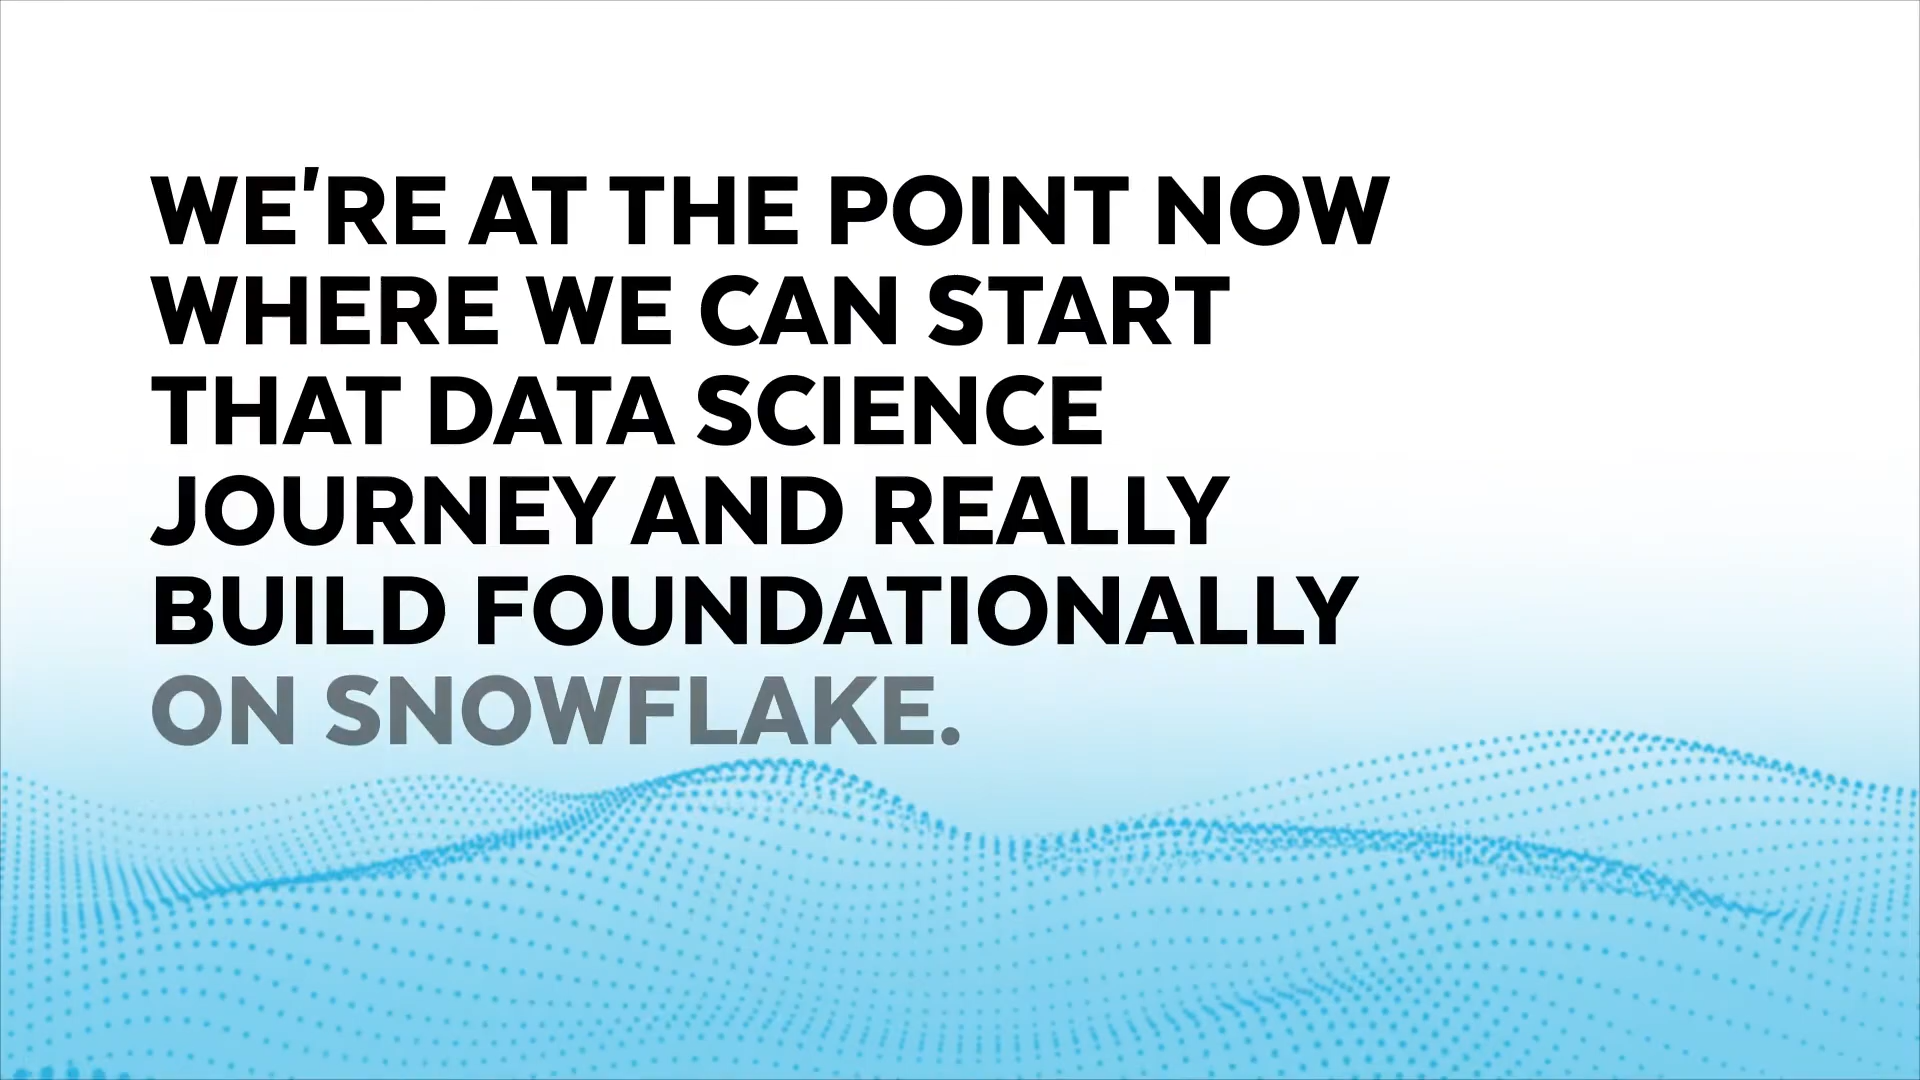 WE'RE AT THE POINT NOW
WHERE WE CAN START
THAT DATA SCIENCE
JOURNEY AND REALLY
BUILD FOUNDATIONALLY
ON SNOWFLAKE.